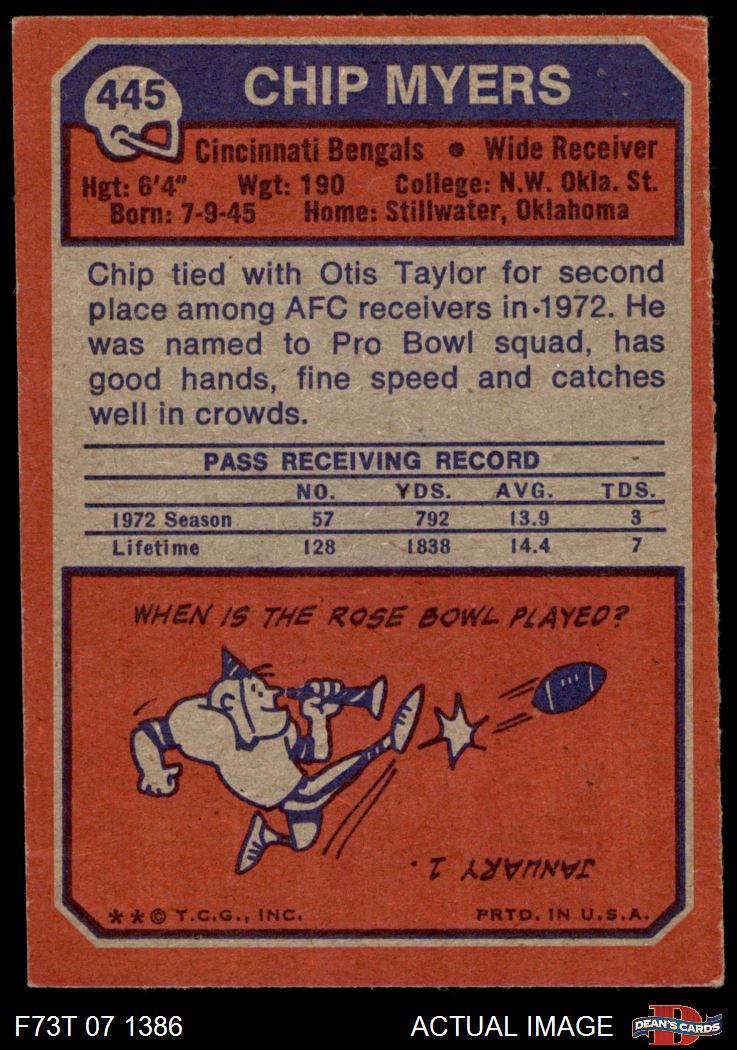 445
CHIP MYERS
Cincinnati Bengals • Wide Receiver
Hgt: 6'4" Wgt: 190 College: N.W. Okla. St.
Born: 7-9-45 Home: Stillwater, Oklahoma
Chip tied with Otis Taylor for second
place among AFC receivers in 1972. He
was named to Pro Bowl squad, has
good hands, fine speed and catches
well in crowds.
PASS RECEIVING RECORD
NO. YDS. AVG. TDS.
1972 Season 57 792 13.9 3
Lifetime 128 1838 14.4 7
WHEN IS THE ROSE BOWL PLAYED?
JANUARY 1.
**© T.C.G., INC. PRTD. IN U.S.A.
F73T 07 1386 ACTUAL IMAGE D DEAN'S CARDS